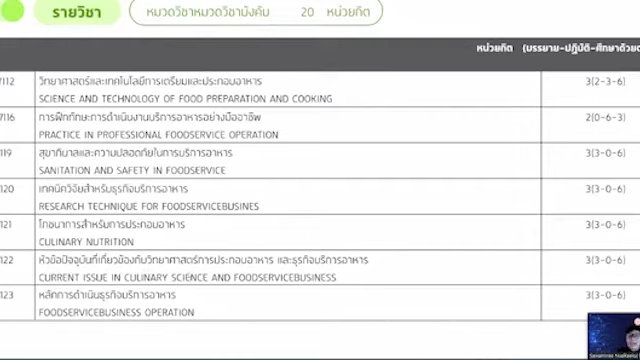 รายวิชา
หมวดวิชาหมวดวิชาบังคับ 20 หน่วยกิต
หน่วยกิต (บรรยาย-ปฏิบัติ-ศึกษาด้วยต
7112 วิทยาศาสตร์และเทคโนโลยีการเตรียมและประกอบอาหาร 3(2-3-6)
SCIENCE AND TECHNOLOGY OF FOOD PREPARATION AND COOKING
7116 การฝึกทักษะการดำเนินงานบริการอาหารอย่างมืออาชีพ 2(0-6-3)
PRACTICE IN PROFESSIONAL FOODSERVICE OPERATION
119 สุขาภิบาลและความปลอดภัยในการบริการอาหาร 3(3-0-6)
SANITATION AND SAFETY IN FOODSERVICE
120 เทคนิควิจัยสำหรับธุรกิจบริการอาหาร 3(3-0-6)
RESEARCH TECHNIQUE FOR FOODSERVICEBUSINES
121 โภชนาการสำหรับการประกอบอาหาร 3(3-0-6)
CULINARY NUTRITION
122 หัวข้อปัจจุบันที่เกี่ยวข้องกับวิทยาศาสตร์การประกอบอาหาร และธุรกิจบริการอาหาร 3(3-0-6)
CURRENT ISSUE IN CULINARY SCIENCE AND FOODSERVICEBUSINESS
123 หลักการดำเนินธุรกิจบริการอาหาร 3(3-0-6)
FOODSERVICEBUSINESS OPERATION